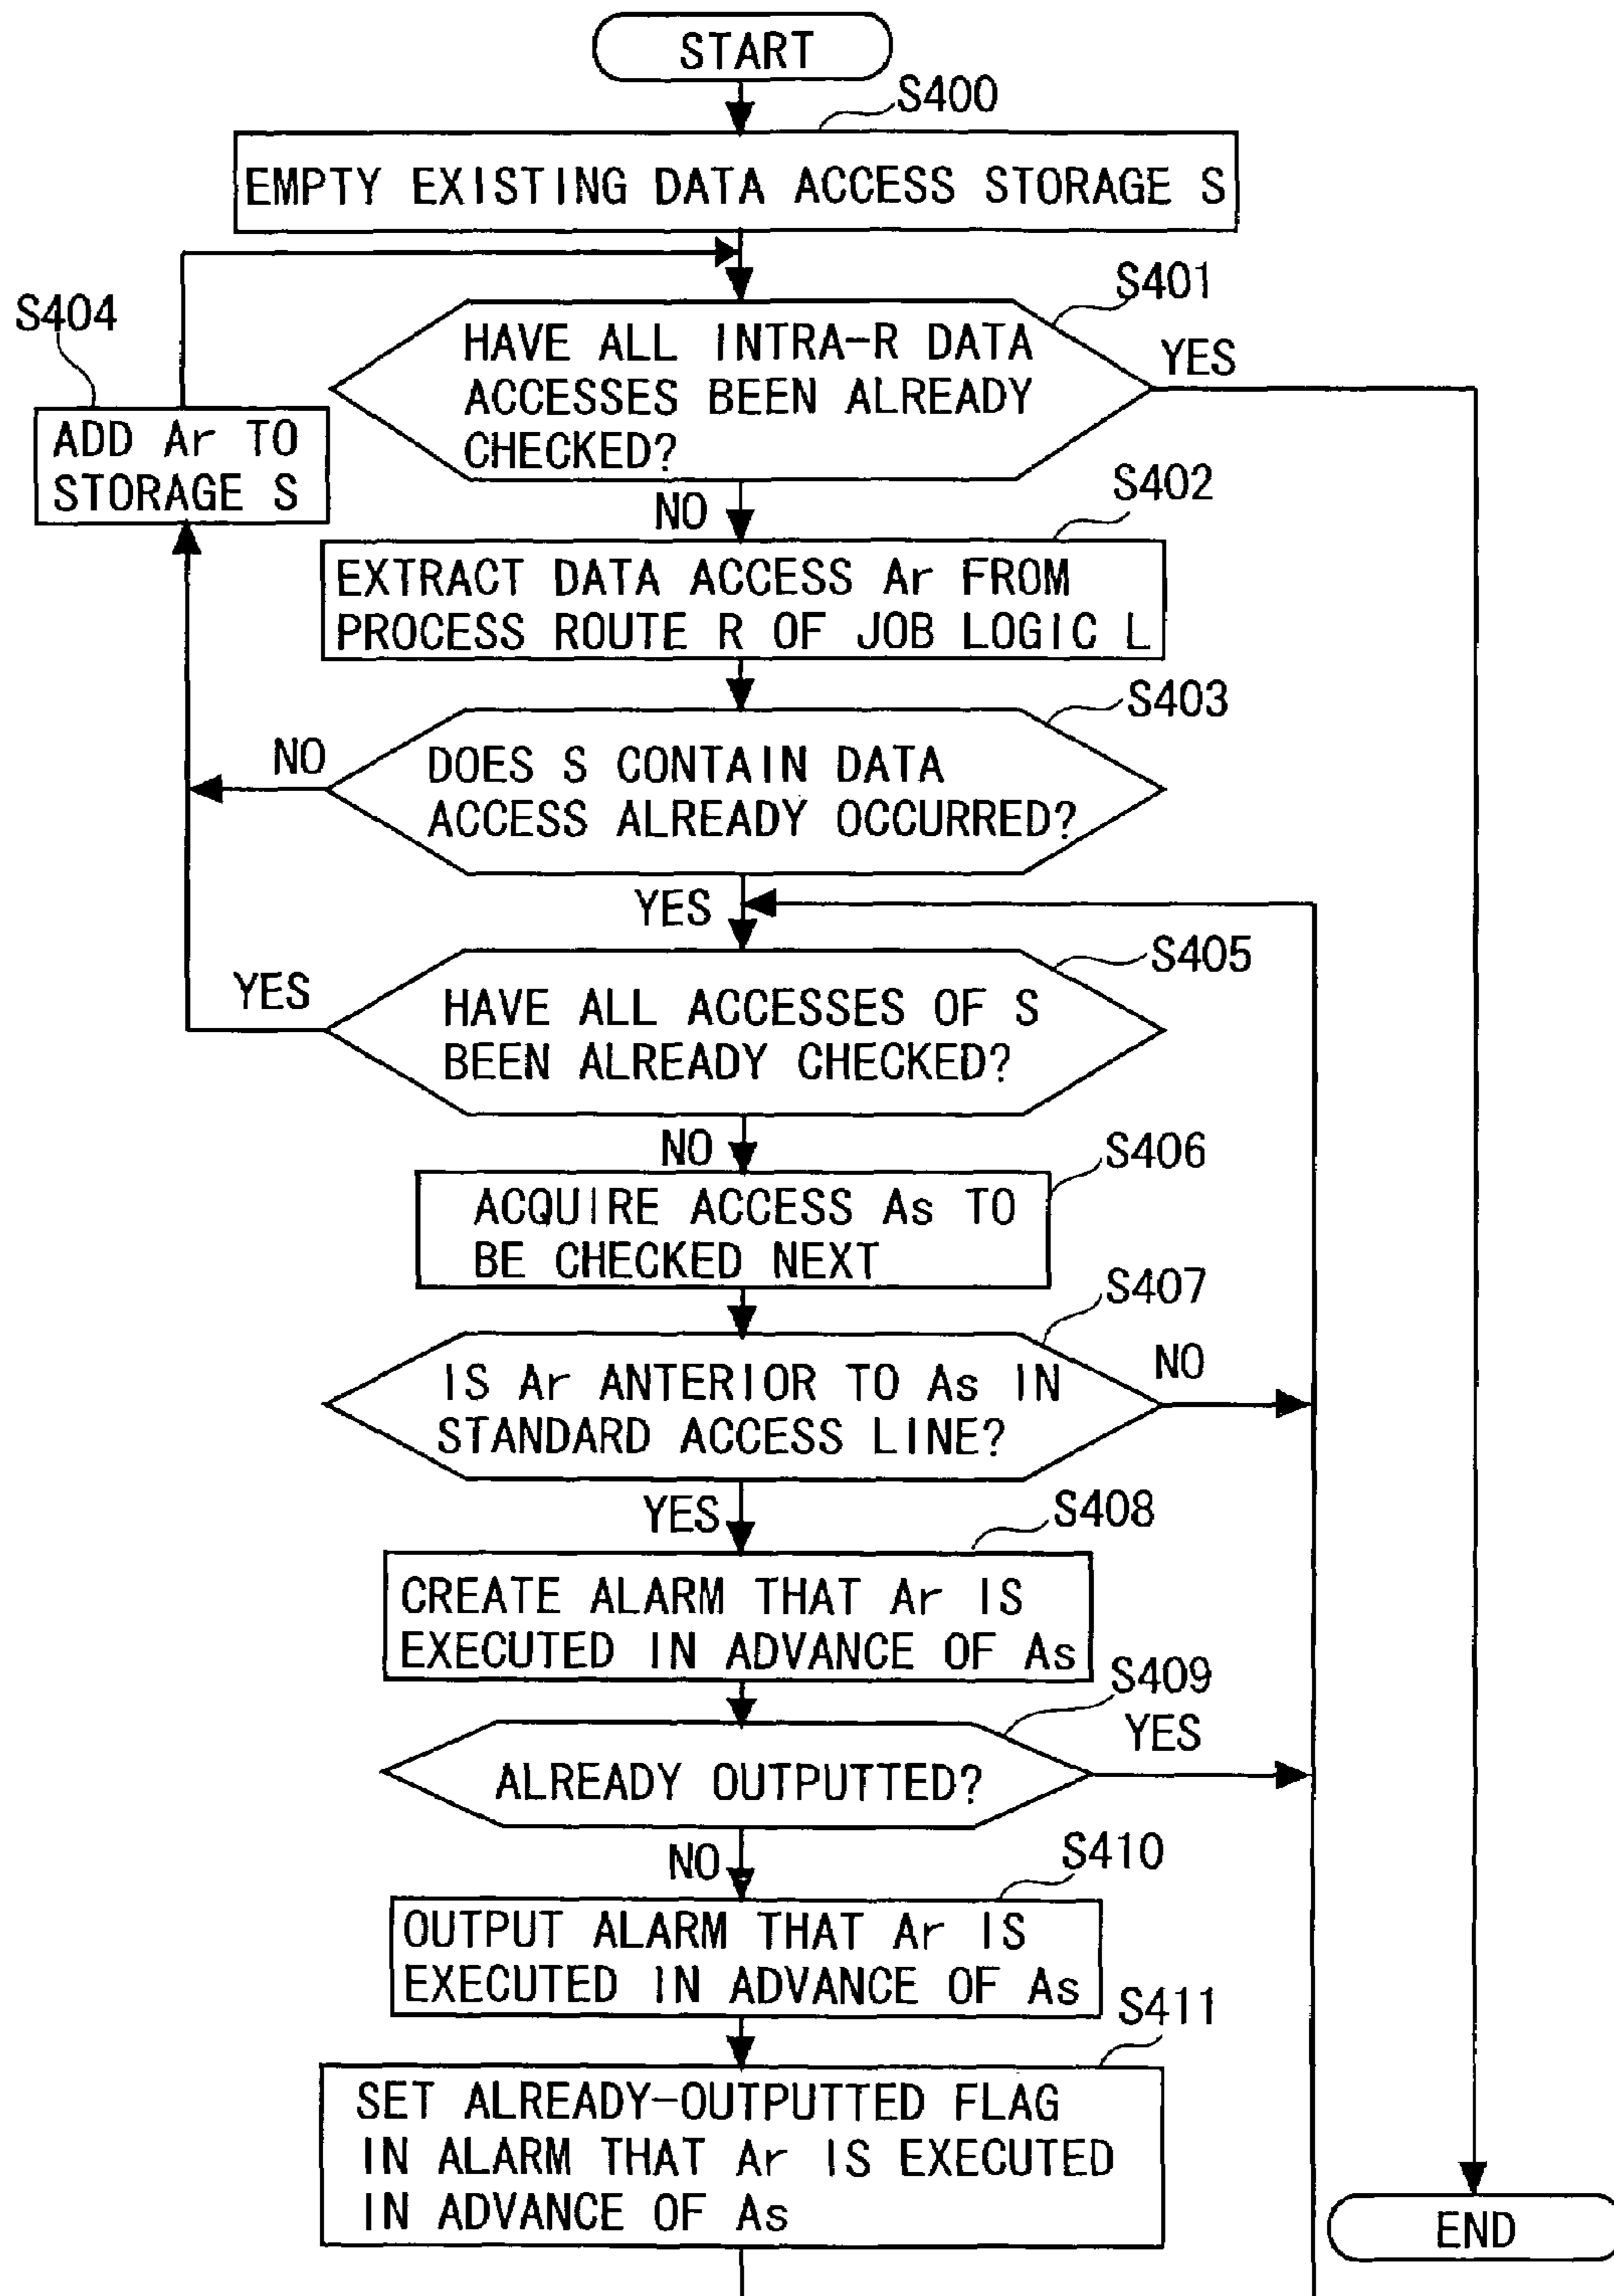 START
S400
EMPTY EXISTING DATA ACCESS STORAGE S
S401
HAVE ALL INTRA-R DATA
ACCESSES BEEN ALREADY
CHECKED?
YES
S404
ADD Ar TO
STORAGE S
NO
S402
EXTRACT DATA ACCESS Ar FROM
PROCESS ROUTE R OF JOB LOGIC L
S403
NO
DOES S CONTAIN DATA
ACCESS ALREADY OCCURRED?
YES
S405
YES
HAVE ALL ACCESSES OF S
BEEN ALREADY CHECKED?
NO
S406
ACQUIRE ACCESS As TO
BE CHECKED NEXT
S407
IS Ar ANTERIOR TO As IN
STANDARD ACCESS LINE?
NO
YES
S408
CREATE ALARM THAT Ar IS
EXECUTED IN ADVANCE OF As
S409
YES
ALREADY OUTPUTTED?
NO
S410
OUTPUT ALARM THAT Ar IS
EXECUTED IN ADVANCE OF As
S411
SET ALREADY-OUTPUTTED FLAG
IN ALARM THAT Ar IS EXECUTED
IN ADVANCE OF As
END